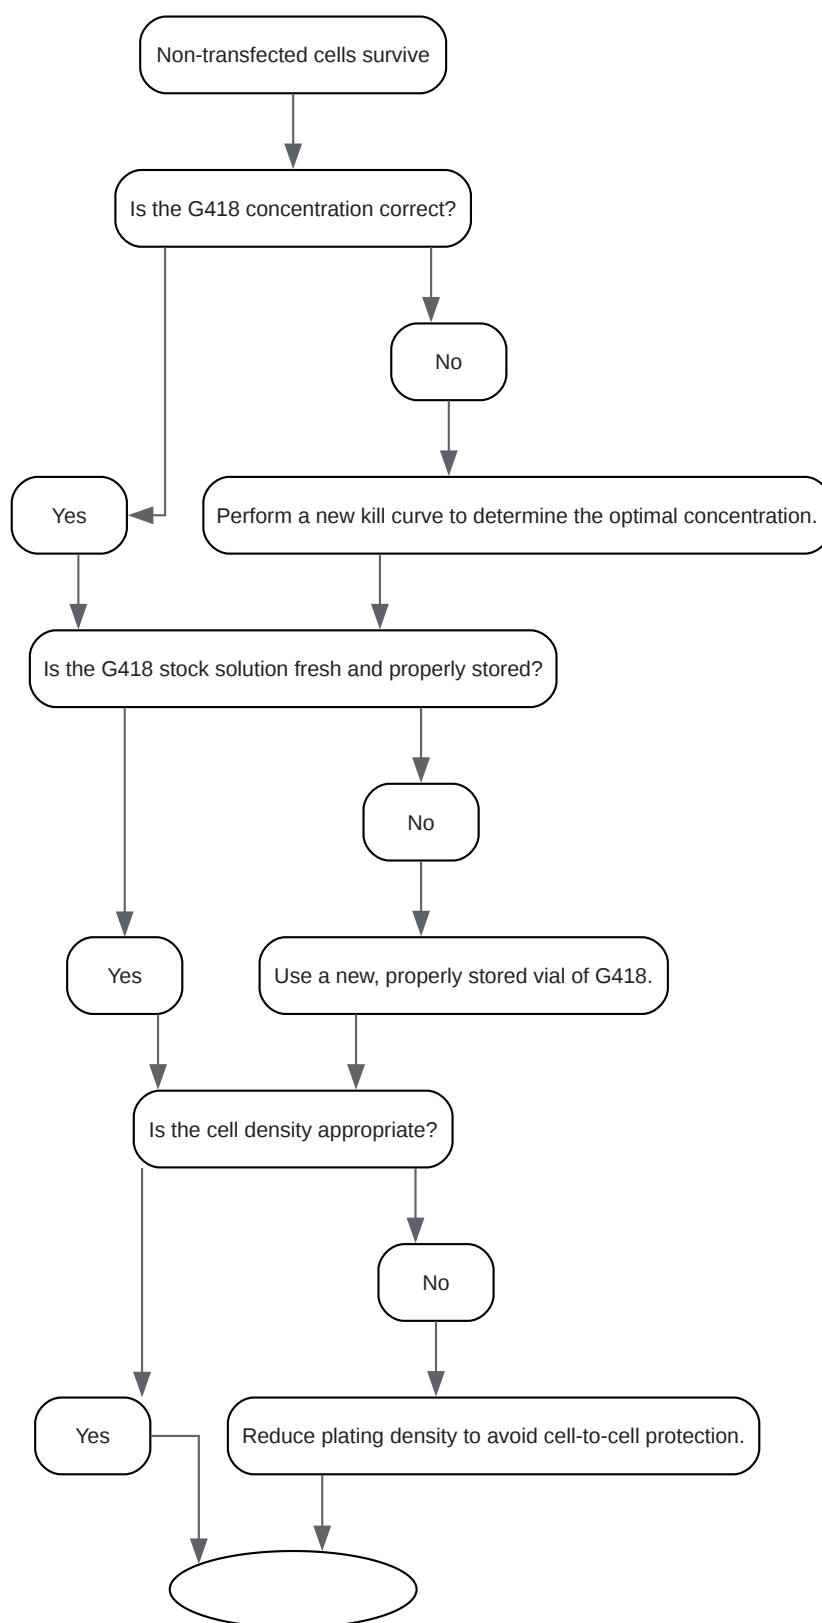 Non-transfected cells survive
Is the G418 concentration correct?
No
Yes
Perform a new kill curve to determine the optimal concentration.
Is the G418 stock solution fresh and properly stored?
No
Yes
Use a new, properly stored vial of G418.
Is the cell density appropriate?
No
Yes
Reduce plating density to avoid cell-to-cell protection.